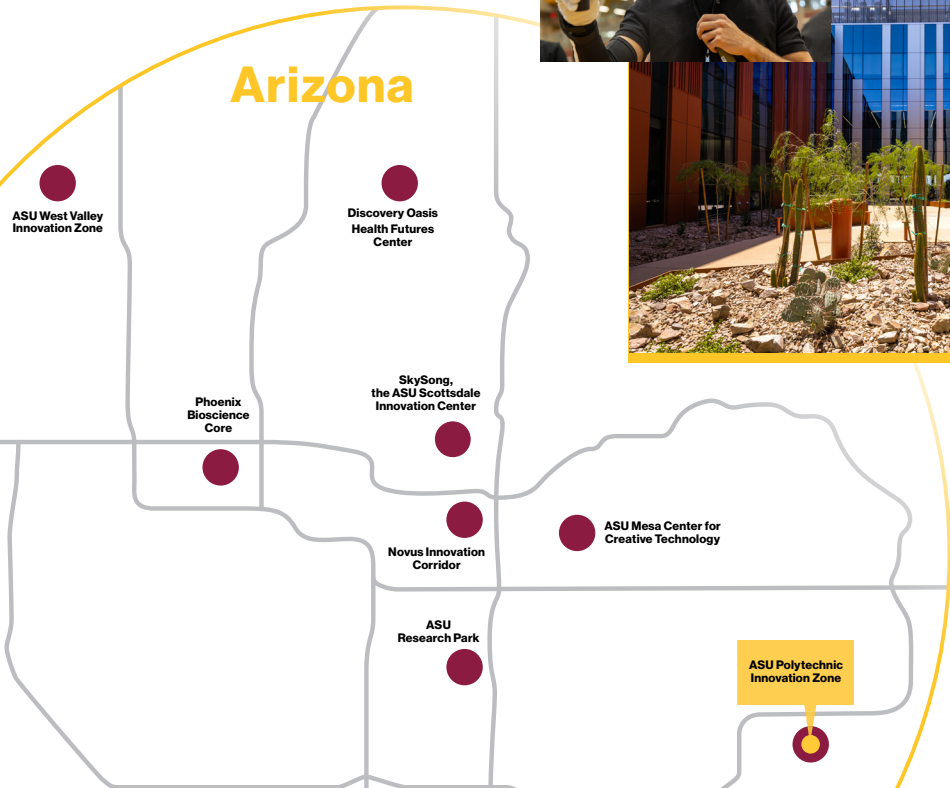 Arizona
ASU West Valley
Innovation Zone
Discovery Oasis
Health Futures
Center
SkySong,
the ASU Scottsdale
Innovation Center
Phoenix
Bioscience
Core
Novus Innovation
Corridor
ASU Mesa Center for
Creative Technology
ASU
Research Park
ASU Polytechnic
Innovation Zone